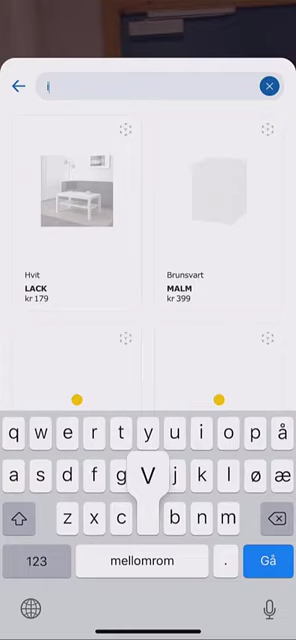 i
Hvit
Brunsvart
LACK
MALM
kr 179
kr 399
q w e r t y u i o p å
a s d f g j k l ø æ
V
z x c b n m
123
mellomrom
.
Gå